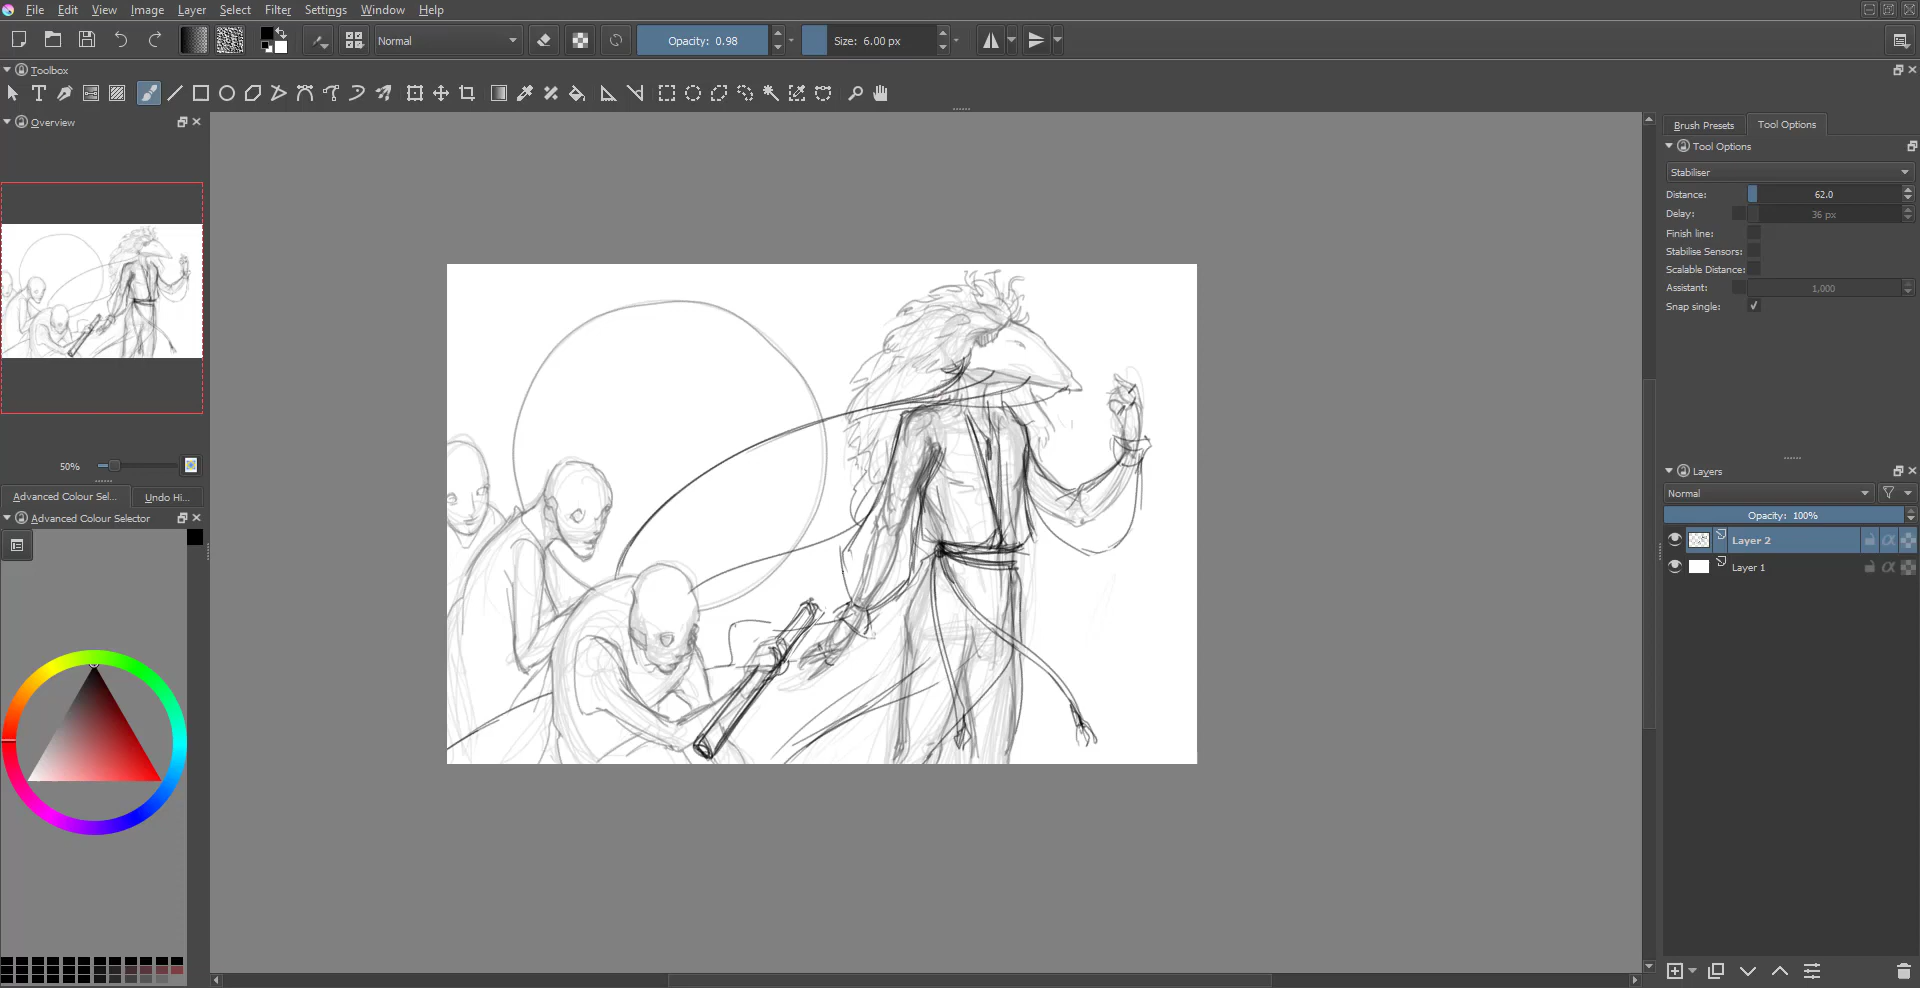 File Edit View Image Layer Select Filter Settings Window Help
Normal
Opacity: 0.98
Size: 6.00 px
Toolbox
Overview
50%
Advanced Colour Sel...
Undo Hi...
Advanced Colour Selector
Brush Presets
Tool Options
Tool Options
Stabiliser
Distance: 62.0
Delay: 36 px
Finish line:
Stabilise Sensors:
Scalable Distance:
Assistant: 1,000
Snap single:
Layers
Normal
Opacity: 100%
Layer 2
Layer 1